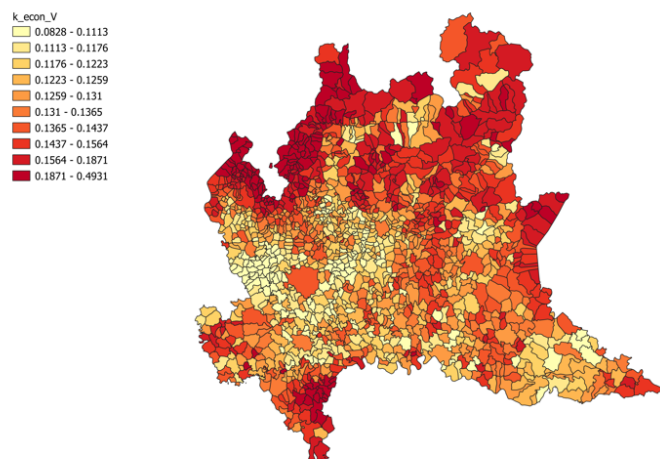 k_econ_V
0.0828 - 0.1113
0.1113 - 0.1176
0.1176 - 0.1223
0.1223 - 0.1259
0.1259 - 0.131
0.131 - 0.1365
0.1365 - 0.1437
0.1437 - 0.1564
0.1564 - 0.1871
0.1871 - 0.4931